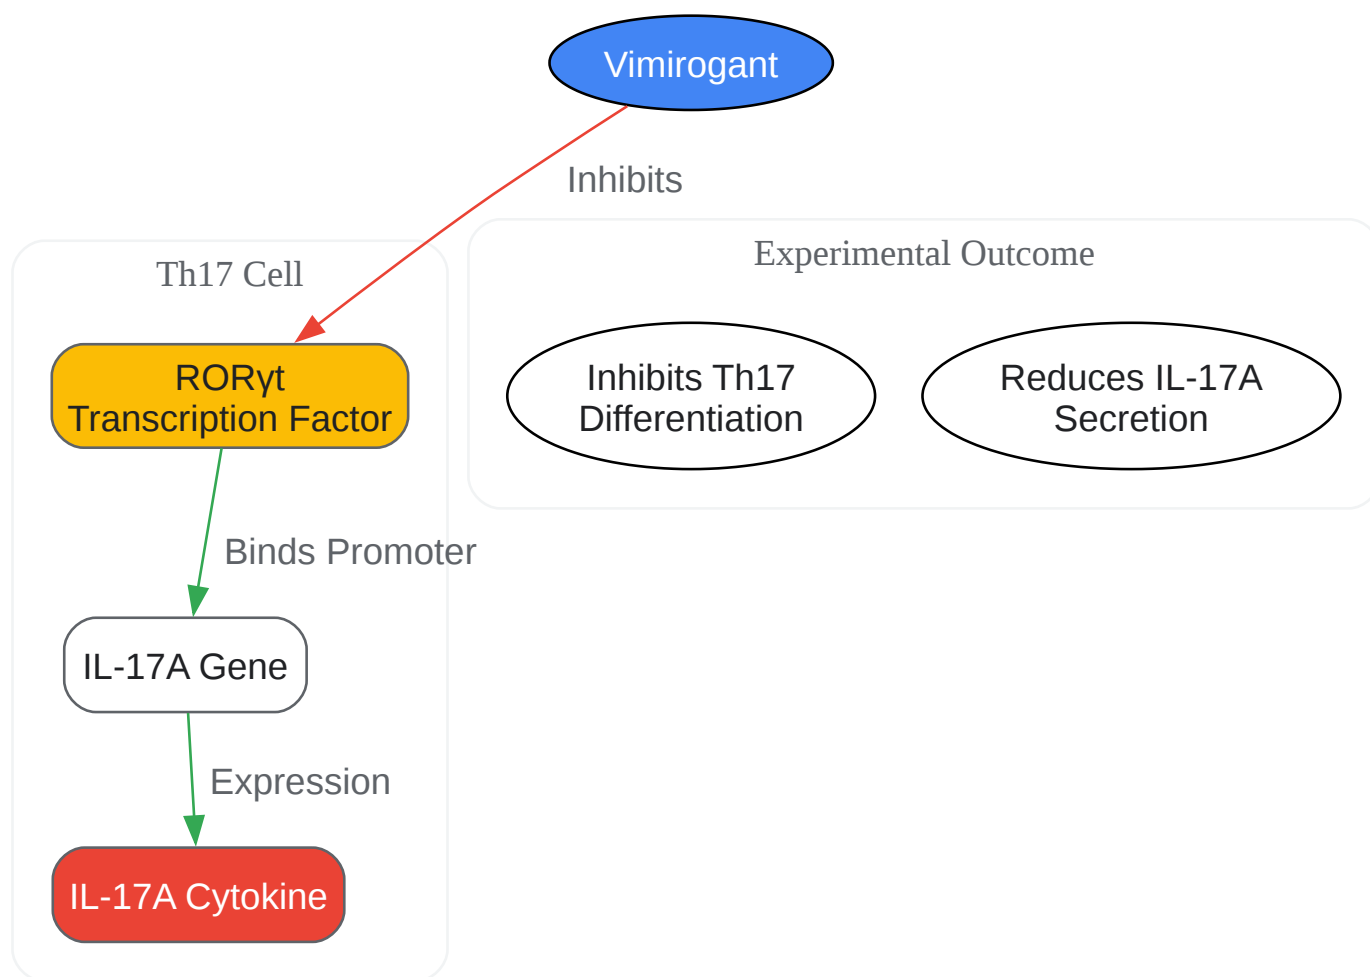 Vimirogant
Inhibits
Experimental Outcome
Th17 Cell
RORγt
Transcription Factor
Inhibits Th17
Differentiation
Reduces IL-17A
Secretion
Binds Promoter
IL-17A Gene
Expression
IL-17A Cytokine